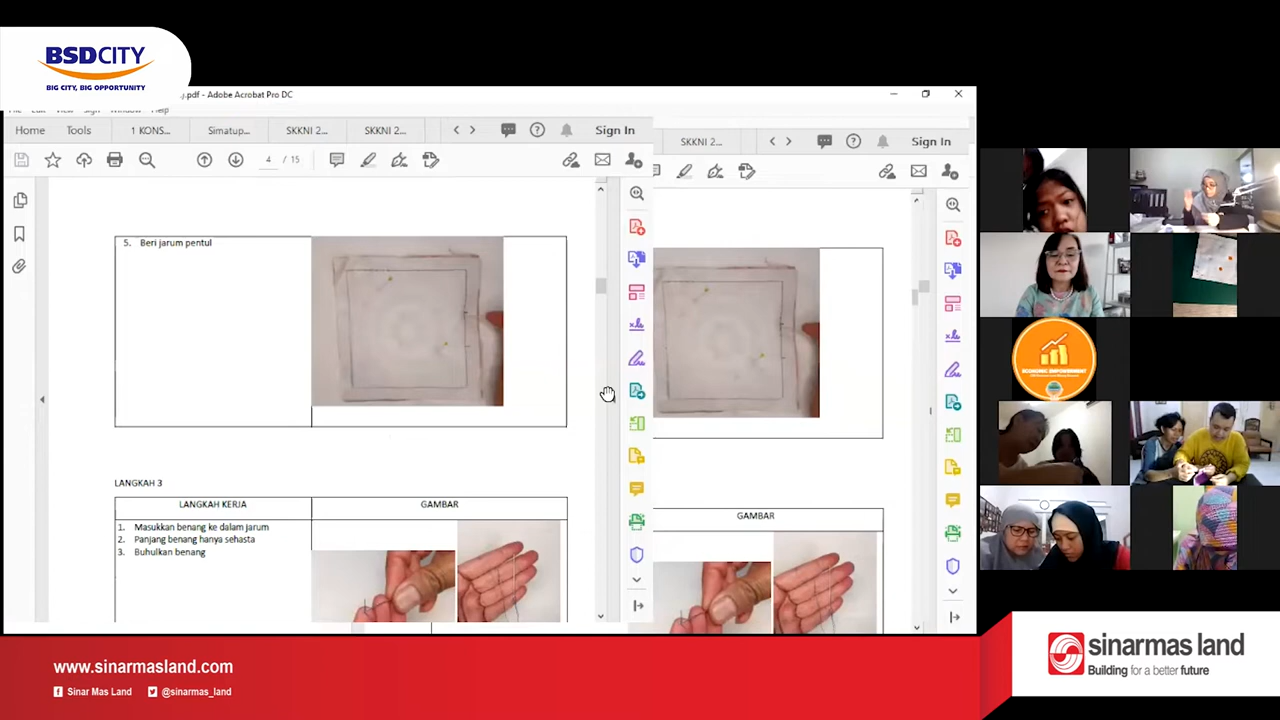 BSDCITY
BIG CITY, BIG OPPORTUNITY
.pdf - Adobe Acrobat Pro DC
Home Tools 1 KONS... Simatup... SKKNI 2... SKKNI 2... Sign In
SKKNI 2... Sign In
4 / 15
5. Beri jarum pentul
LANGKAH 3
LANGKAH KERJA GAMBAR
GAMBAR
1. Masukkan benang ke dalam jarum
2. Panjang benang hanya sehasta
3. Buhulkan benang
ECONOMIC EMPOWERMENT
www.sinarmasland.com
Sinar Mas Land @sinarmas_land
sinarmas land
Building for a better future